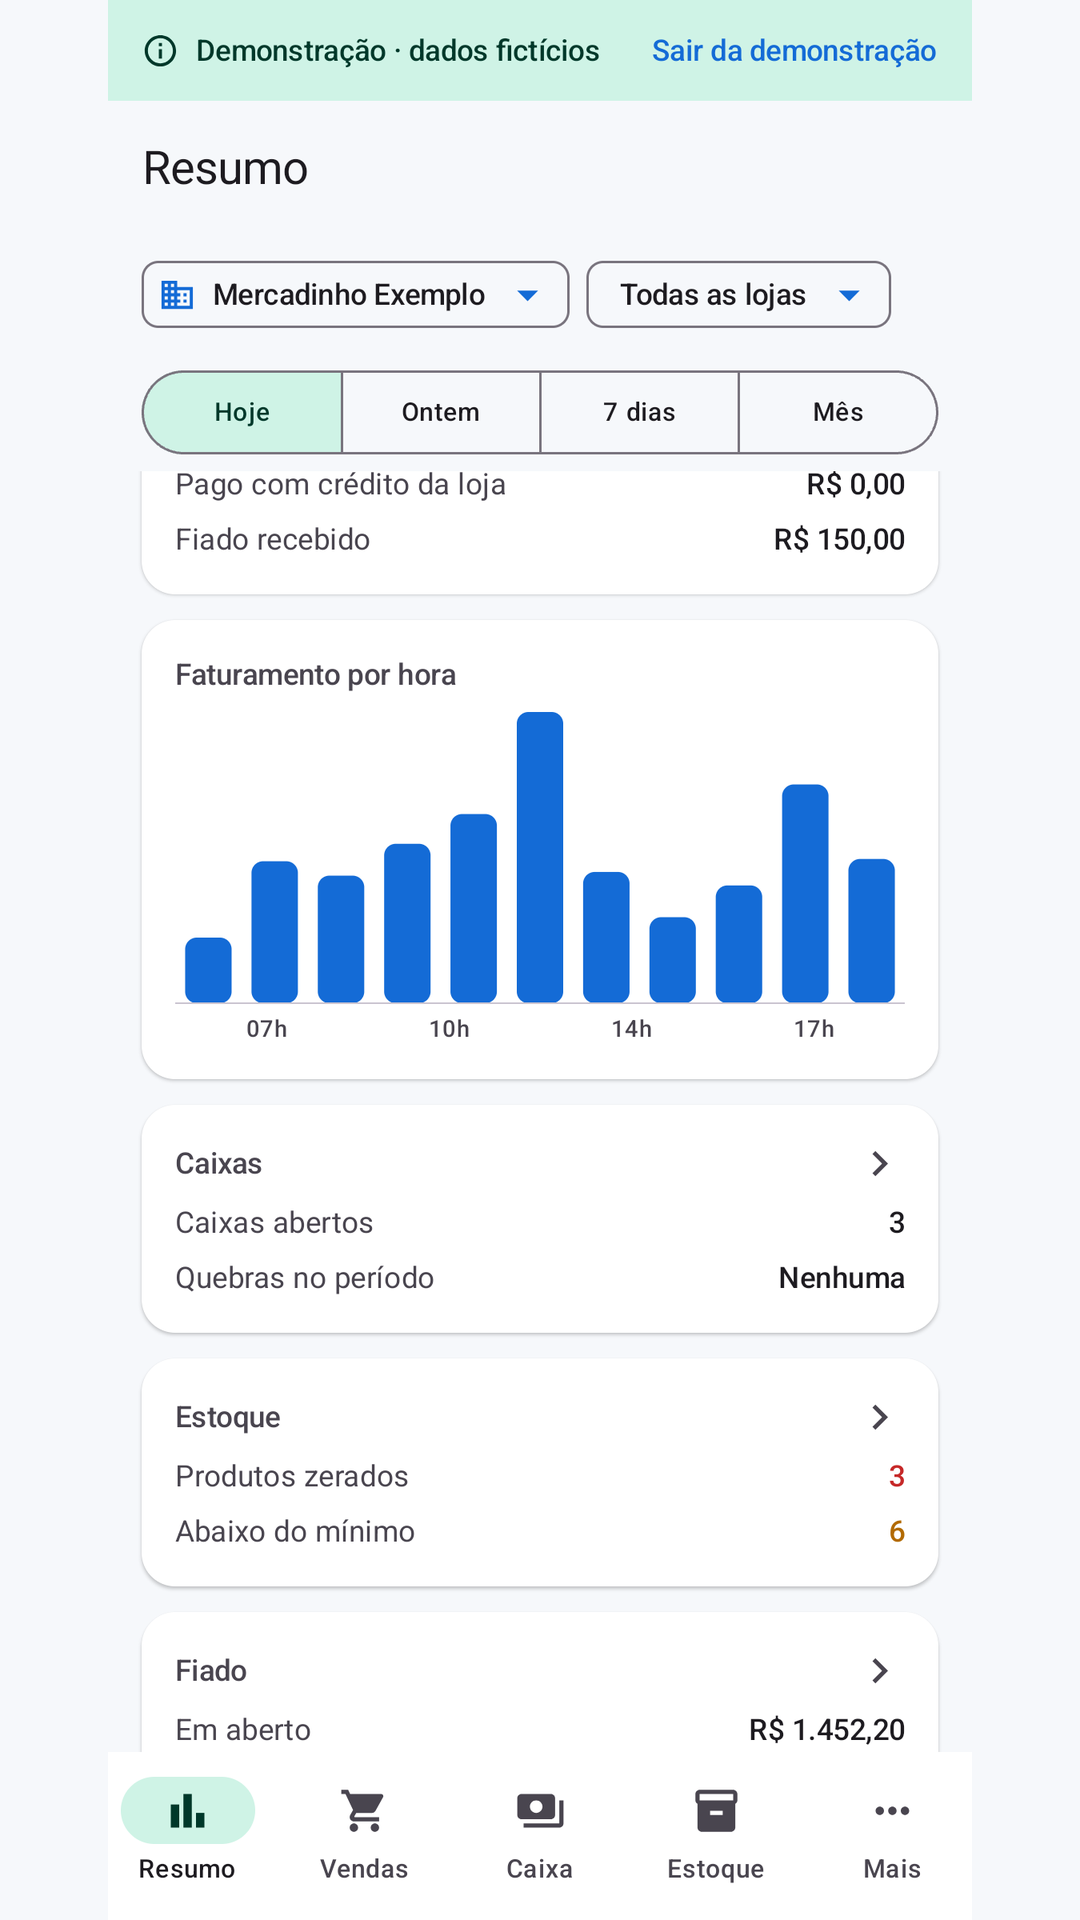 Demonstração · dados fictícios Sair da demonstração
Resumo
Mercadinho Exemplo Todas as lojas
Hoje Ontem 7 dias Mês
Pago com crédito da loja R$ 0,00
Fiado recebido R$ 150,00
Faturamento por hora
07h 10h 14h 17h
Caixas
Caixas abertos 3
Quebras no período Nenhuma
Estoque
Produtos zerados 3
Abaixo do mínimo 6
Fiado
Em aberto R$ 1.452,20
Resumo Vendas Caixa Estoque Mais